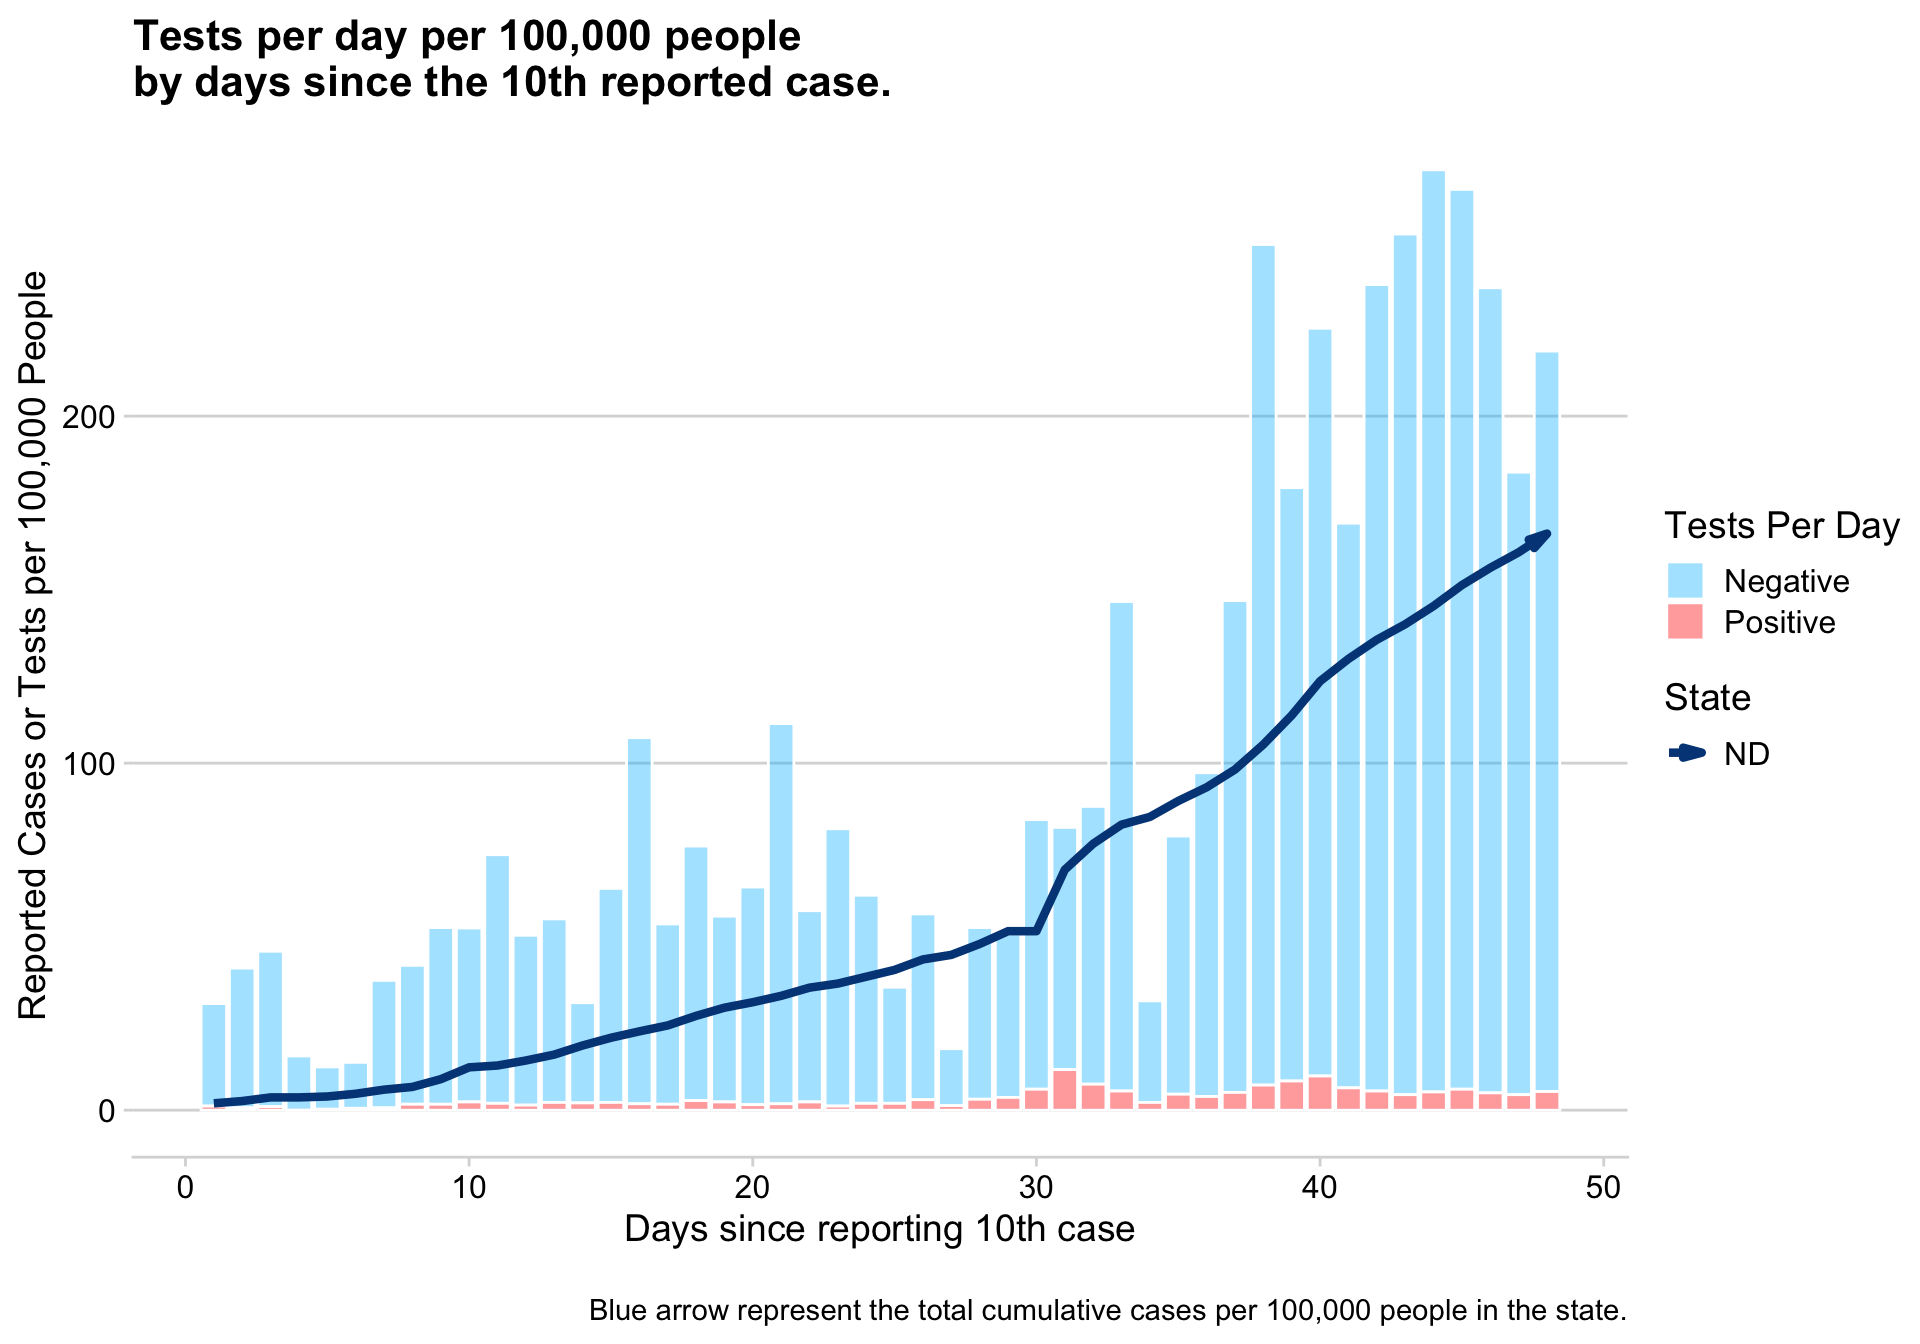 Tests per day per 100,000 people
by days since the 10th reported case.
Reported Cases or Tests per 100,000 People
200
100
0
0
10
20
30
40
50
Days since reporting 10th case
Tests Per Day
Negative
Positive
State
ND
Blue arrow represent the total cumulative cases per 100,000 people in the state.